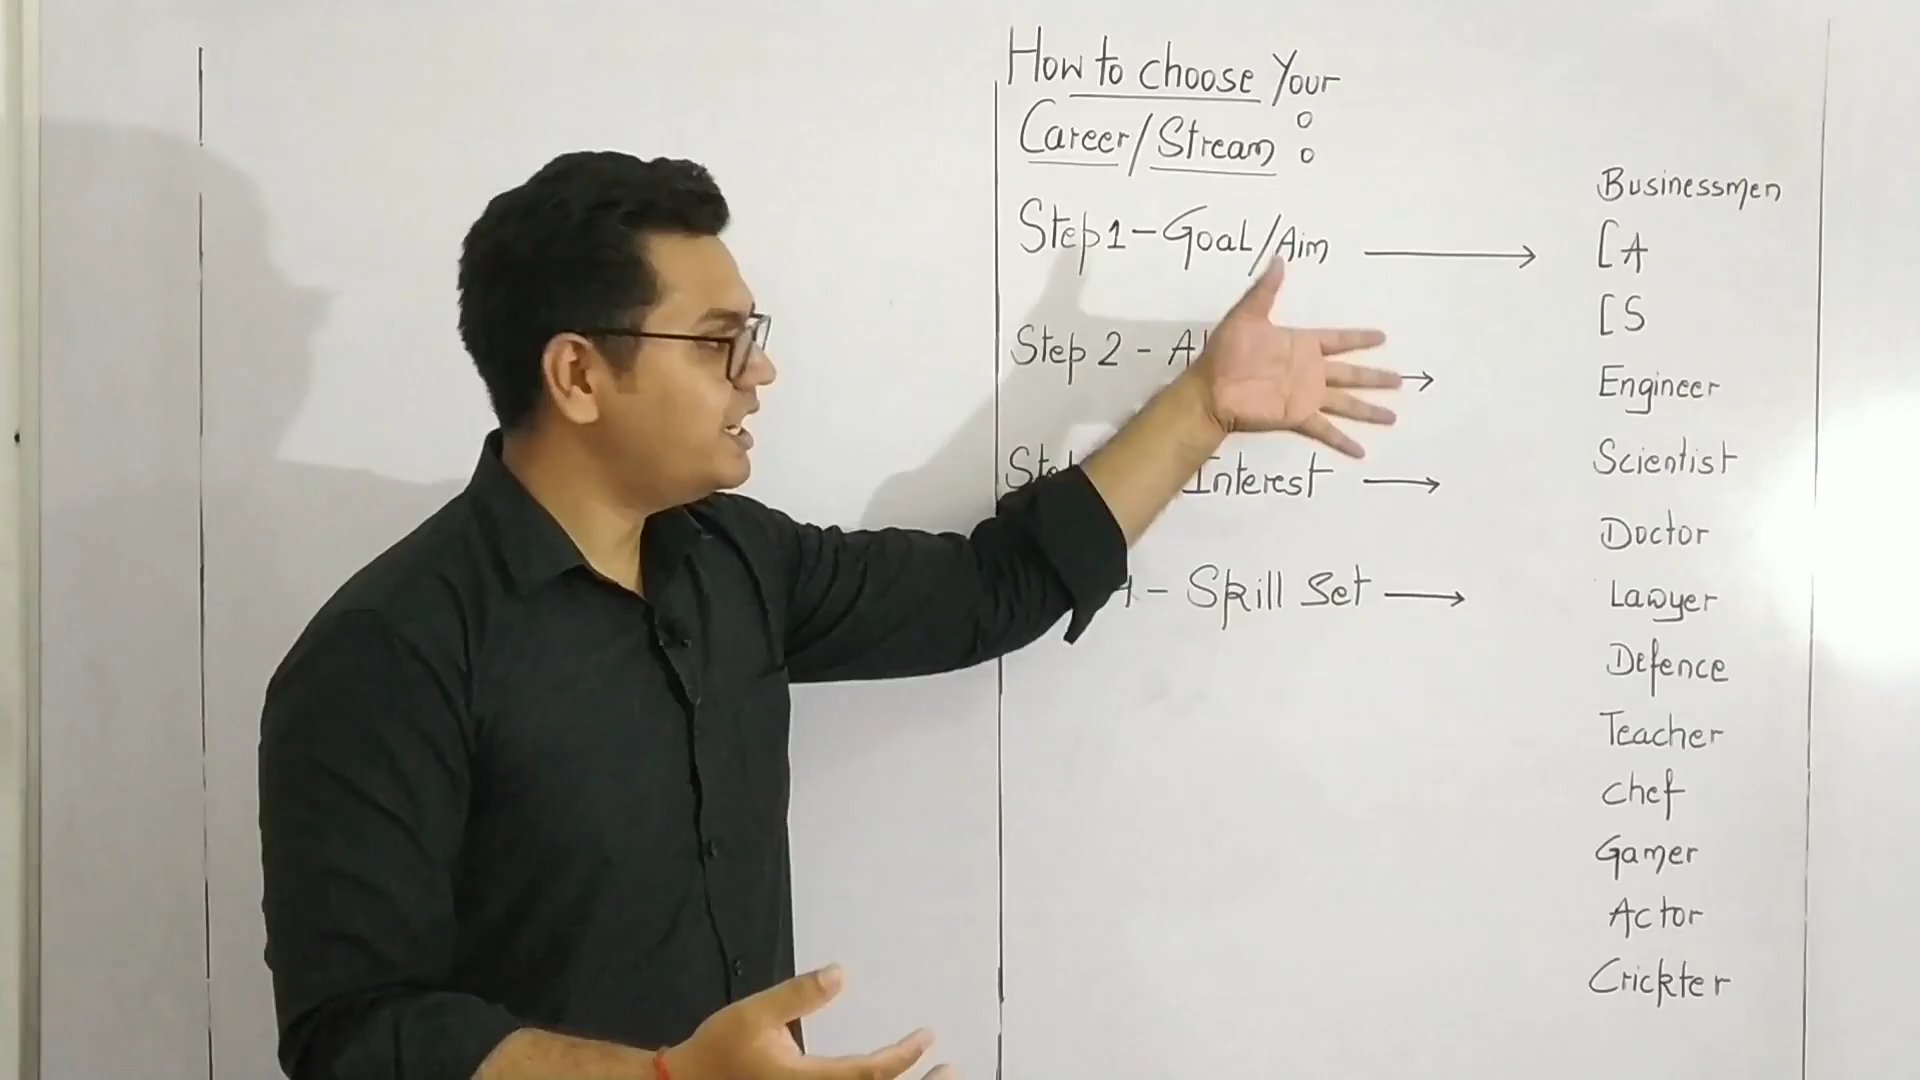 How to choose Your
Career/Stream :
Step 1 - Goal/Aim →
Step 2 - →
Interest →
- Skill Set →
Businessmen
CA
CS
Engineer
Scientist
Doctor
Lawyer
Defence
Teacher
Chef
Gamer
Actor
Crickter